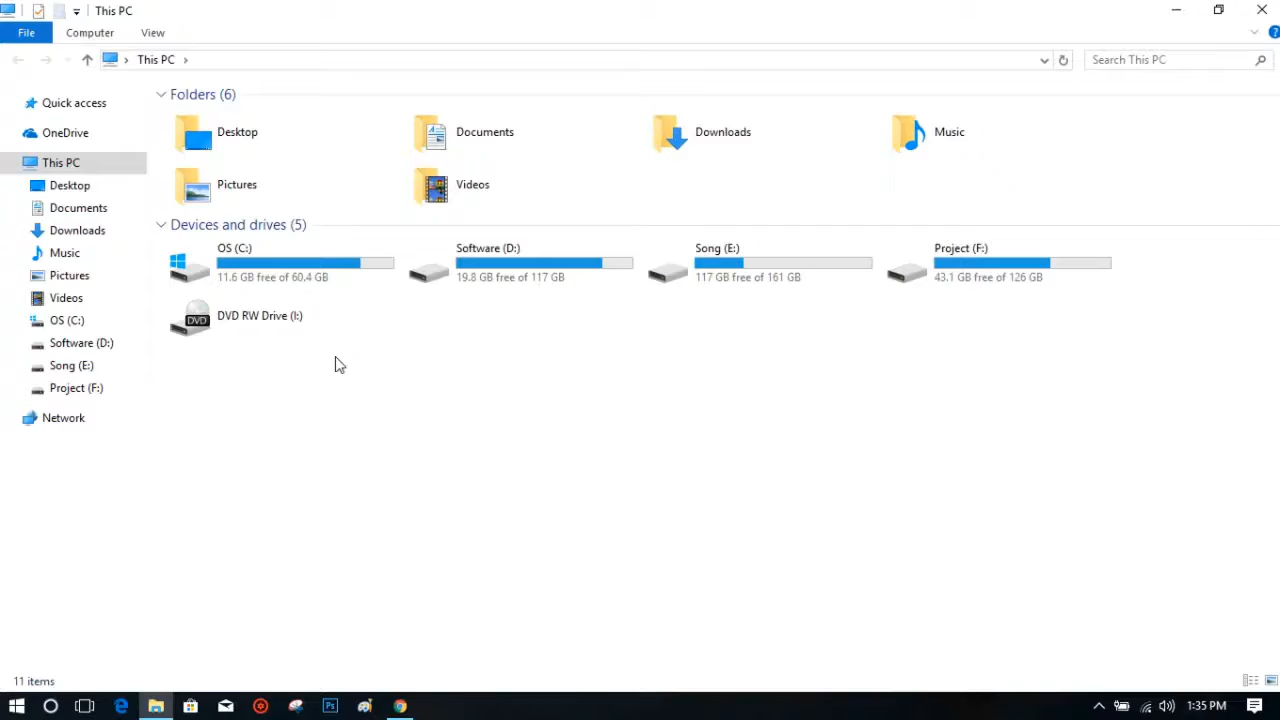 This PC
File Computer View
This PC
Search This PC
Quick access
OneDrive
This PC
Desktop
Documents
Downloads
Music
Pictures
Videos
OS (C:)
Software (D:)
Song (E:)
Project (F:)
Network
Folders (6)
Desktop Documents Downloads Music
Pictures Videos
Devices and drives (5)
OS (C:) Software (D:) Song (E:) Project (F:)
11.6 GB free of 60.4 GB 19.8 GB free of 117 GB 117 GB free of 161 GB 43.1 GB free of 126 GB
DVD DVD RW Drive (I:)
11 items
Ps
1:35 PM